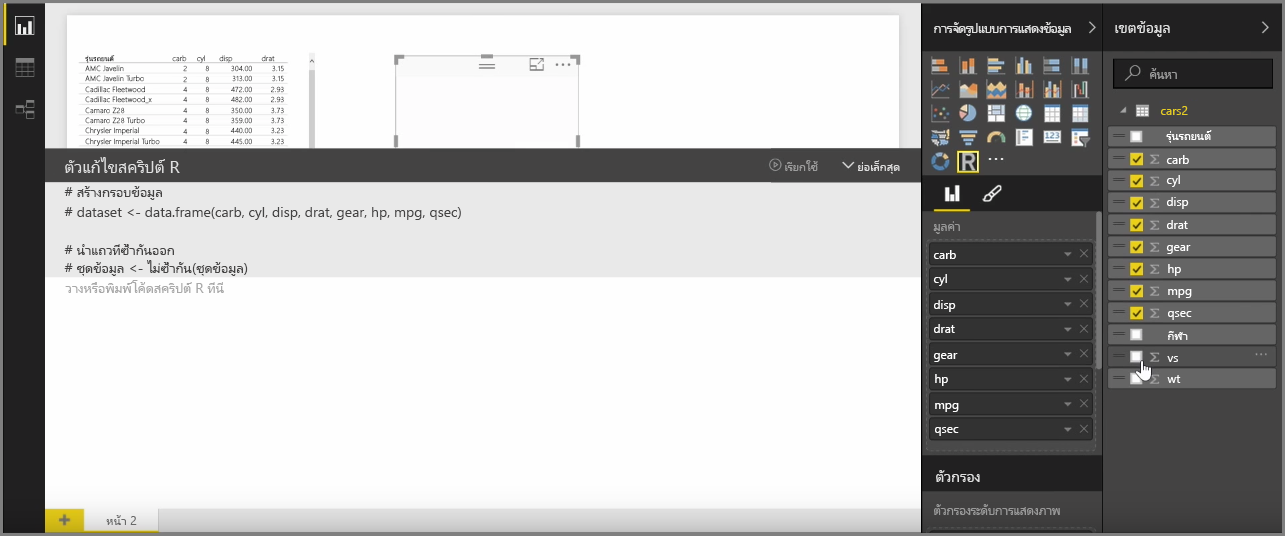 รุ่นรถยนต์ carb cyl disp drat
AMC Javelin 2 8 304.00 3.15
AMC Javelin Turbo 2 8 313.00 3.15
Cadillac Fleetwood 4 8 472.00 2.93
Cadillac Fleetwood_x 4 8 482.00 2.93
Camaro Z28 4 8 350.00 3.73
Camaro Z28 Turbo 4 8 359.00 3.73
Chrysler Imperial 4 8 440.00 3.23
Chrysler Imperial Turbo 4 8 445.00 3.23
ตัวแก้ไขสคริปต์ R
เรียกใช้
ย่อเล็กสุด
# สร้างกรอบข้อมูล
# dataset <- data.frame(carb, cyl, disp, drat, gear, hp, mpg, qsec)
# นำแถวที่ซ้ำกันออก
# ชุดข้อมูล <- ไม่ซ้ำกัน(ชุดข้อมูล)
วางหรือพิมพ์โค้ดสคริปต์ R ที่นี่
หน้า 2
การจัดรูปแบบการแสดงข้อมูล
R
123
มูลค่า
carb
cyl
disp
drat
gear
hp
mpg
qsec
ตัวกรอง
ตัวกรองระดับการแสดงภาพ
เขตข้อมูล
ค้นหา
cars2
รุ่นรถยนต์
Σ carb
Σ cyl
Σ disp
Σ drat
Σ gear
Σ hp
Σ mpg
Σ qsec
กีฬา
Σ vs
Σ wt